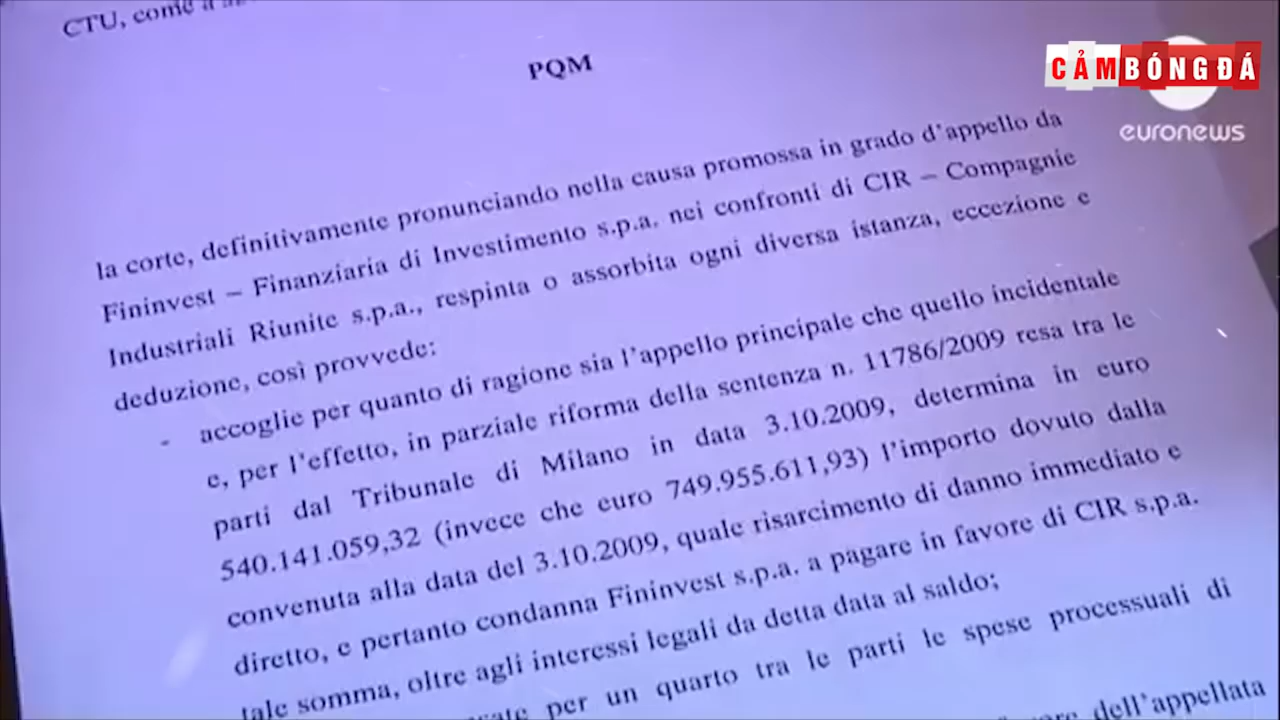 CTU, come a
PQM
CẢMBÓNGĐÁ
euronews
la corte, definitivamente pronunciando nella causa promossa in grado d'appello da
Fininvest – Finanziaria di Investimento s.p.a. nei confronti di CIR – Compagnie
Industriali Riunite s.p.a., respinta o assorbita ogni diversa istanza, eccezione e
deduzione, così provvede:
- accoglie per quanto di ragione sia l'appello principale che quello incidentale
e, per l'effetto, in parziale riforma della sentenza n. 11786/2009 resa tra le
parti dal Tribunale di Milano in data 3.10.2009, determina in euro
540.141.059,32 (invece che euro 749.955.611,93) l'importo dovuto dalla
convenuta alla data del 3.10.2009, quale risarcimento di danno immediato e
diretto, e pertanto condanna Fininvest s.p.a. a pagare in favore di CIR s.p.a.
tale somma, oltre agli interessi legali da detta data al saldo;
per un quarto tra le parti le spese processuali di
dell'appellata